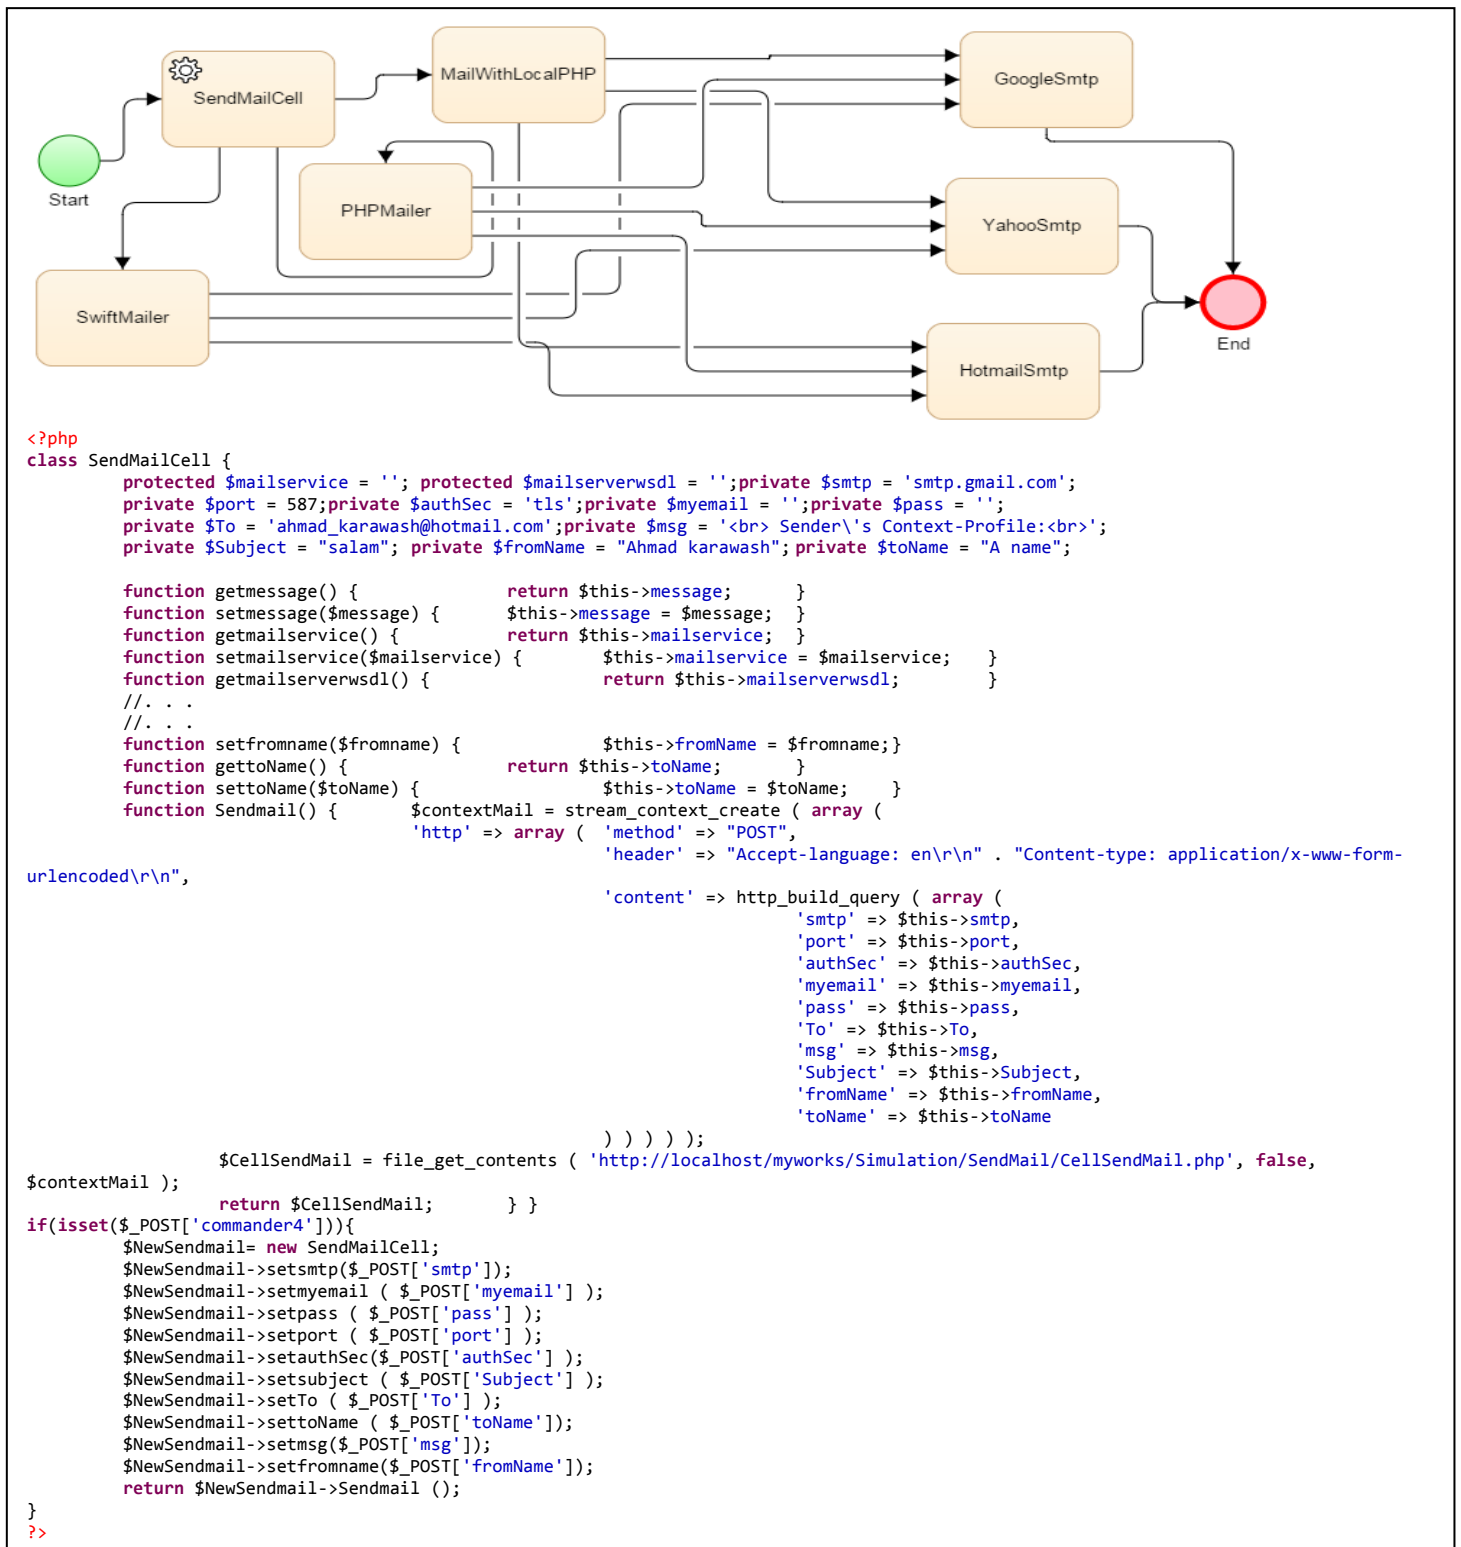 SendMailCell
MailWithLocalPHP
GoogleSmtp
Start
PHPMailer
YahooSmtp
SwiftMailer
HotmailSmtp
End
<?php
class SendMailCell {
protected $mailservice = ''; protected $mailserverwsdl = '';private $smtp = 'smtp.gmail.com';
private $port = 587;private $authSec = 'tls';private $myemail = '';private $pass = '';
private $To = 'ahmad_karawash@hotmail.com';private $msg = '<br> Sender\'s Context-Profile:<br>';
private $Subject = "salam"; private $fromName = "Ahmad karawash"; private $toName = "A name";
function getmessage() { return $this->message; }
function setmessage($message) { $this->message = $message; }
function getmailservice() { return $this->mailservice; }
function setmailservice($mailservice) { $this->mailservice = $mailservice; }
function getmailserverwsdl() { return $this->mailserverwsdl; }
//. . .
//. . .
function setfromname($fromname) { $this->fromName = $fromname;}
function gettoName() { return $this->toName; }
function settoName($toName) { $this->toName = $toName; }
function Sendmail() { $contextMail = stream_context_create ( array (
'http' => array ( 'method' => "POST",
'header' => "Accept-language: en\r\n" . "Content-type: application/x-www-form-
urlencoded\r\n",
'content' => http_build_query ( array (
'smtp' => $this->smtp,
'port' => $this->port,
'authSec' => $this->authSec,
'myemail' => $this->myemail,
'pass' => $this->pass,
'To' => $this->To,
'msg' => $this->msg,
'Subject' => $this->Subject,
'fromName' => $this->fromName,
'toName' => $this->toName
) ) ) ) );
$CellSendMail = file_get_contents ( 'http://localhost/myworks/Simulation/SendMail/CellSendMail.php', false,
$contextMail );
return $CellSendMail; } }
if(isset($_POST['commander4'])){
$NewSendmail= new SendMailCell;
$NewSendmail->setsmtp($_POST['smtp']);
$NewSendmail->setmyemail ( $_POST['myemail'] );
$NewSendmail->setpass ( $_POST['pass'] );
$NewSendmail->setport ( $_POST['port'] );
$NewSendmail->setauthSec($_POST['authSec'] );
$NewSendmail->setsubject ( $_POST['Subject'] );
$NewSendmail->setTo ( $_POST['To'] );
$NewSendmail->settoName ( $_POST['toName']);
$NewSendmail->setmsg($_POST['msg']);
$NewSendmail->setfromname($_POST['fromName']);
return $NewSendmail->Sendmail ();
}
?>